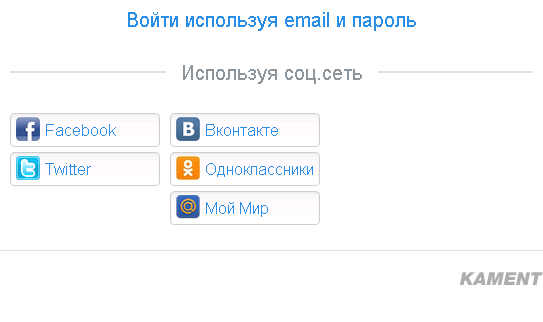 Войти используя email и пароль
Используя соц.сеть
Facebook
Вконтакте
Twitter
Одноклассники
Мой Мир
KAMENT